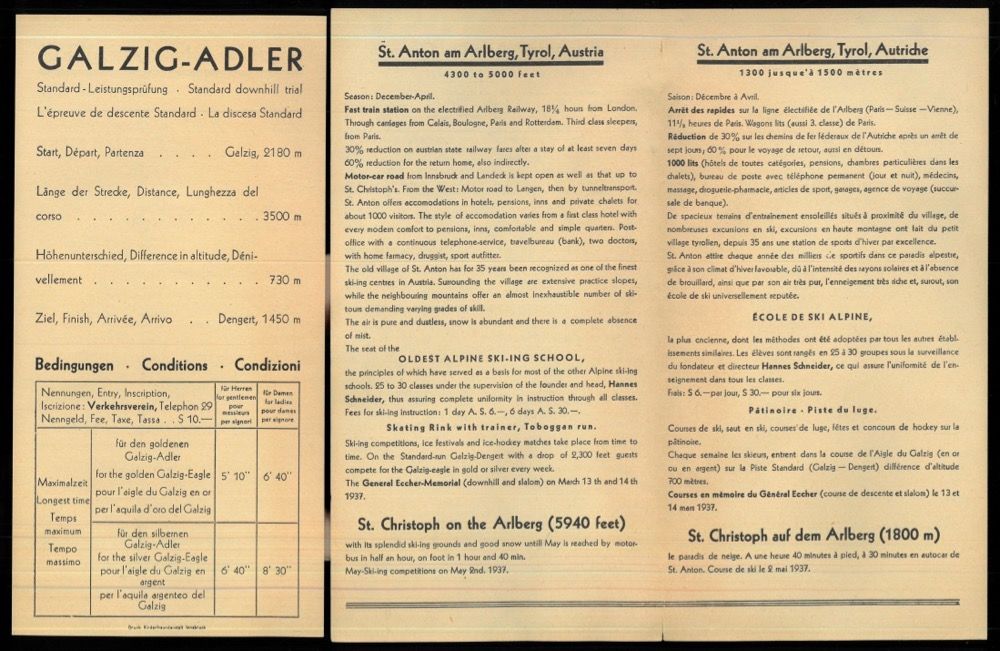 GALZIG-ADLER
Standard-Leistungsprüfung · Standard downhill trial
L'épreuve de descente Standard · La discesa Standard
Start, Départ, Partenza . . . . Galzig, 2180 m
Länge der Strecke, Distance, Lunghezza del
corso . . . . . . . . . . . . 3500 m
Höhenunterschied, Difference in altitude, Déni-
vellement . . . . . . . . . . 730 m
Ziel, Finish, Arrivée, Arrivo . . Dengert, 1450 m
Bedingungen · Conditions · Condizioni
Nennungen, Entry, Inscription,
Iscrizione: Verkehrsverein, Telephon 29
Nenngeld, Fee, Taxe, Tassa . . S 10.—
für Herren
for gentlemen
pour
messieurs
per signori
für Damen
for ladies
pour dames
per signore
Maximalzeit
Longest time
Temps
maximum
Tempo
massimo
für den goldenen
Galzig-Adler
for the golden Galzig-Eagle
pour l'aigle du Galzig en or
per l'aquila d'oro del Galzig
5' 10"
6' 40"
für den silbernen
Galzig-Adler
for the silver Galzig-Eagle
pour l'aigle du Galzig en
argent
per l'aquila argenteo del
Galzig
6' 40"
8' 30"
Druck: Kinderfreundanstalt Innsbruck
St. Anton am Arlberg, Tyrol, Austria
4300 to 5000 feet
Season: December-April.
Fast train station on the electrified Arlberg Railway, 18¼ hours from London.
Through carriages from Calais, Boulogne, Paris and Rotterdam. Third class sleepers,
from Paris.
30% reduction on austrian state railway fares after a stay of at least seven days
60% reduction for the return home, also indirectly.
Motor-car road from Innsbruck and Landeck is kept open as well as that up to
St. Christoph's. From the West: Motor road to Langen, then by tunneltransport.
St. Anton offers accomodations in hotels, pensions, inns and private chalets for
about 1000 visitors. The style of accomodation varies from a first class hotel with
every modern comfort to pensions, inns, comfortable and simple quarters. Post-
office with a continuous telephone-service, travelbureau (bank), two doctors,
with home farmacy, druggist, sport outfitter.
The old village of St. Anton has for 35 years been recognized as one of the finest
ski-ing centres in Austria. Surounding the village are extensive practice slopes,
while the neighbouring mountains offer an almost inexhaustible number of ski-
tours demanding varying grades of skill.
The air is pure and dustless, snow is abundant and there is a complete absence
of mist.
The seat of the
OLDEST ALPINE SKI-ING SCHOOL,
the principles of which have served as a basis for most of the other Alpine ski-ing
schools. 25 to 30 classes under the supervision of the founder and head, Hannes
Schneider, thus assuring complete uniformity in instruction through all classes.
Fees for ski-ing instruction: 1 day A. S. 6.—, 6 days A. S. 30.—.
Skating Rink with trainer, Toboggan run.
Ski-ing competitions, ice festivals and ice-hockey matches take place from time to
time. On the Standard-run Galzig-Dengert with a drop of 2,300 feet guests
compete for the Galzig-eagle in gold or silver every week.
The General Eccher-Memorial (downhill and slalom) on March 13 th and 14 th
1937.
St. Christoph on the Arlberg (5940 feet)
with its splendid ski-ing grounds and good snow untill May is reached by motor-
bus in half an hour, on foot in 1 hour and 40 min.
May-Ski-ing competitions on May 2nd. 1937.
St. Anton am Arlberg, Tyrol, Autriche
1300 jusque'à 1500 mètres
Saison: Décembre à Avril.
Arrêt des rapides sur la ligne électifiée de l'Arlberg (Paris—Suisse—Vienne),
11½ heures de Paris. Wagons lits (aussi 3. classe) de Paris.
Réduction de 30% sur les chemins de fer féderaux de l'Autriche après un arrêt de
sept jours; 60% pour le voyage de retour, aussi en détours.
1000 lits (hôtels de toutes catégories, pensions, chambres particulières dans les
chalets), bureau de poste avec téléphone permanent (jour et nuit), médecins,
massage, droguerie-pharmacie, articles de sport, garages, agence de voyage (succur-
sale de banque).
De spacieux terrains d'entrainement ensoleillés situés à proximité du village, de
nombreuses excursions en ski, excursions en haute montagne ont fait du petit
village tyrolien, depuis 35 ans une station de sports d'hiver par excellence.
St. Anton attire chaque année des milliers de sportifs dans ce paradis alpestre,
grâce à son climat d'hiver favorable, dû à l'intensité des rayons solaires et à l'absence
de brouillard, ainsi que par son air très pur, l'enneigement très riche et, surout, son
école de ski universellement reputée.
ÉCOLE DE SKI ALPINE,
la plus ancienne, dont les méthodes ont été adoptées par tous les autres établ-
issements similaires. Les élèves sont rangés en 25 à 30 groupes sous la surveillance
du fondateur et directeur Hannes Schneider, ce qui assure l'uniformité de l'en-
seignement dans tous les classes.
Frais: S 6.—par jour, S 30.— pour six jours.
Pâtinoire - Piste du luge.
Courses de ski, saut en ski, courses de luge, fêtes et concours de hockey sur la
pâtinoire.
Chaque semaine les skieurs, entrent dans la course de l'Aigle du Galzig (en or
ou en argent) sur la Piste Standard (Galzig—Dengert) différence d'altitude
700 mètres.
Courses en mémoire du Général Eccher (course de descente et slalom) le 13 et
14 mars 1937.
St. Christoph auf dem Arlberg (1800 m)
le paradis de neige. A une heure 40 minutes à pied, à 30 minutes en autocar de
St. Anton. Course de ski le 2 mai 1937.